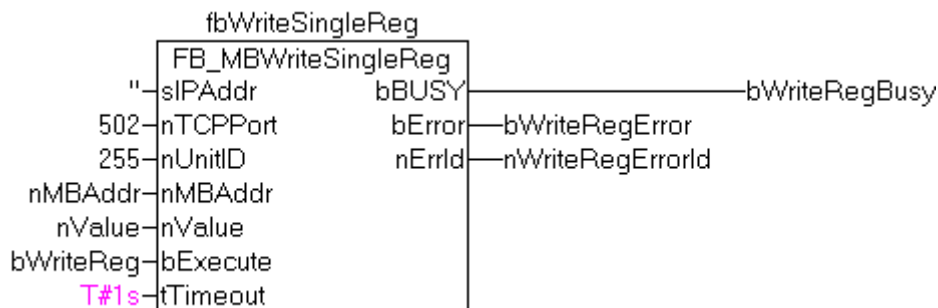 fbWriteSingleReg
FB_MBWriteSingleReg
'' sIPAddr bBUSY bWriteRegBusy
502 nTCPPort bError bWriteRegError
255 nUnitID nErrId nWriteRegErrorId
nMBAddr nMBAddr
nValue nValue
bWriteReg bExecute
T#1s tTimeout